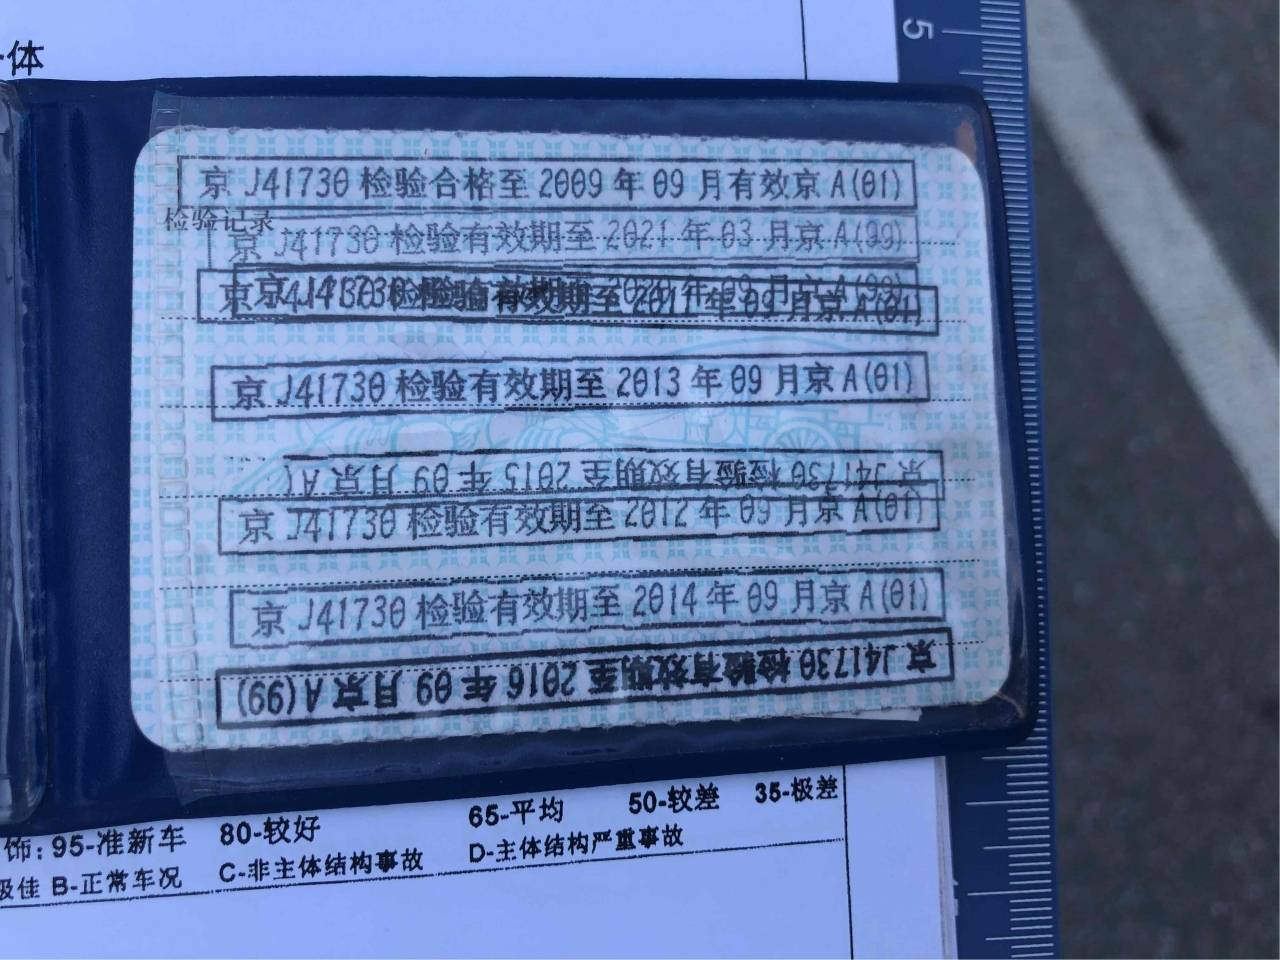 体
5
京 J41730 检验合格至 2009 年 09 月有效京 A(01)
检验记录
京 J41730 检验有效期至 2021 年 03 月京 A(99)
检验有效期至 2011 年 09 月京 A(01)
京 J41730 检验有效期至 2013 年 09 月京 A(01)
京 J41730 检验有效期至 2015 年 09 月京 A(
京 J41730 检验有效期至 2012 年 09 月京 A(01)
京 J41730 检验有效期至 2014 年 09 月京 A(01)
京 J41730 检验有效期至 2016 年 09 月京 A(99)
饰: 95-准新车 80-较好 65-平均 50-较差 35-极差
极佳 B-正常车况 C-非主体结构事故 D-主体结构严重事故